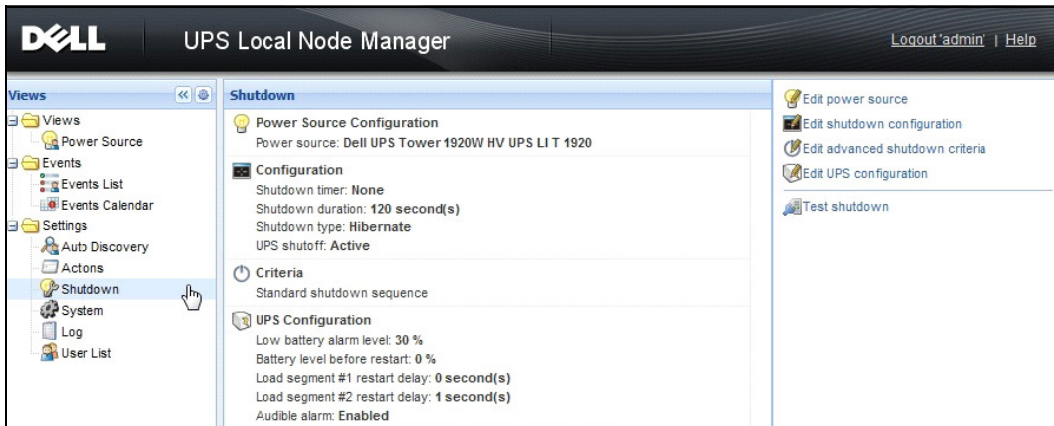 DELL
UPS Local Node Manager
Logout 'admin' | Help
Views
Views
Power Source
Events
Events List
Events Calendar
Settings
Auto Discovery
Actons
Shutdown
System
Log
User List
Shutdown
Power Source Configuration
Power source: Dell UPS Tower 1920W HV UPS LI T 1920
Configuration
Shutdown timer: None
Shutdown duration: 120 second(s)
Shutdown type: Hibernate
UPS shutoff: Active
Criteria
Standard shutdown sequence
UPS Configuration
Low battery alarm level: 30 %
Battery level before restart: 0 %
Load segment #1 restart delay: 0 second(s)
Load segment #2 restart delay: 1 second(s)
Audible alarm: Enabled
Edit power source
Edit shutdown configuration
Edit advanced shutdown criteria
Edit UPS configuration
Test shutdown